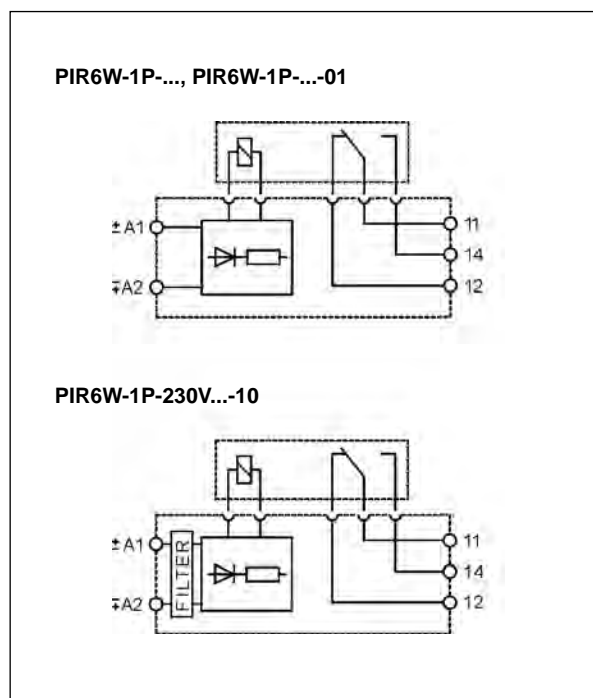 PIR6W-1P-..., PIR6W-1P-...-01
± A1
∓A2
11
14
12
PIR6W-1P-230V...-10
± A1
∓A2
FILTER
11
14
12